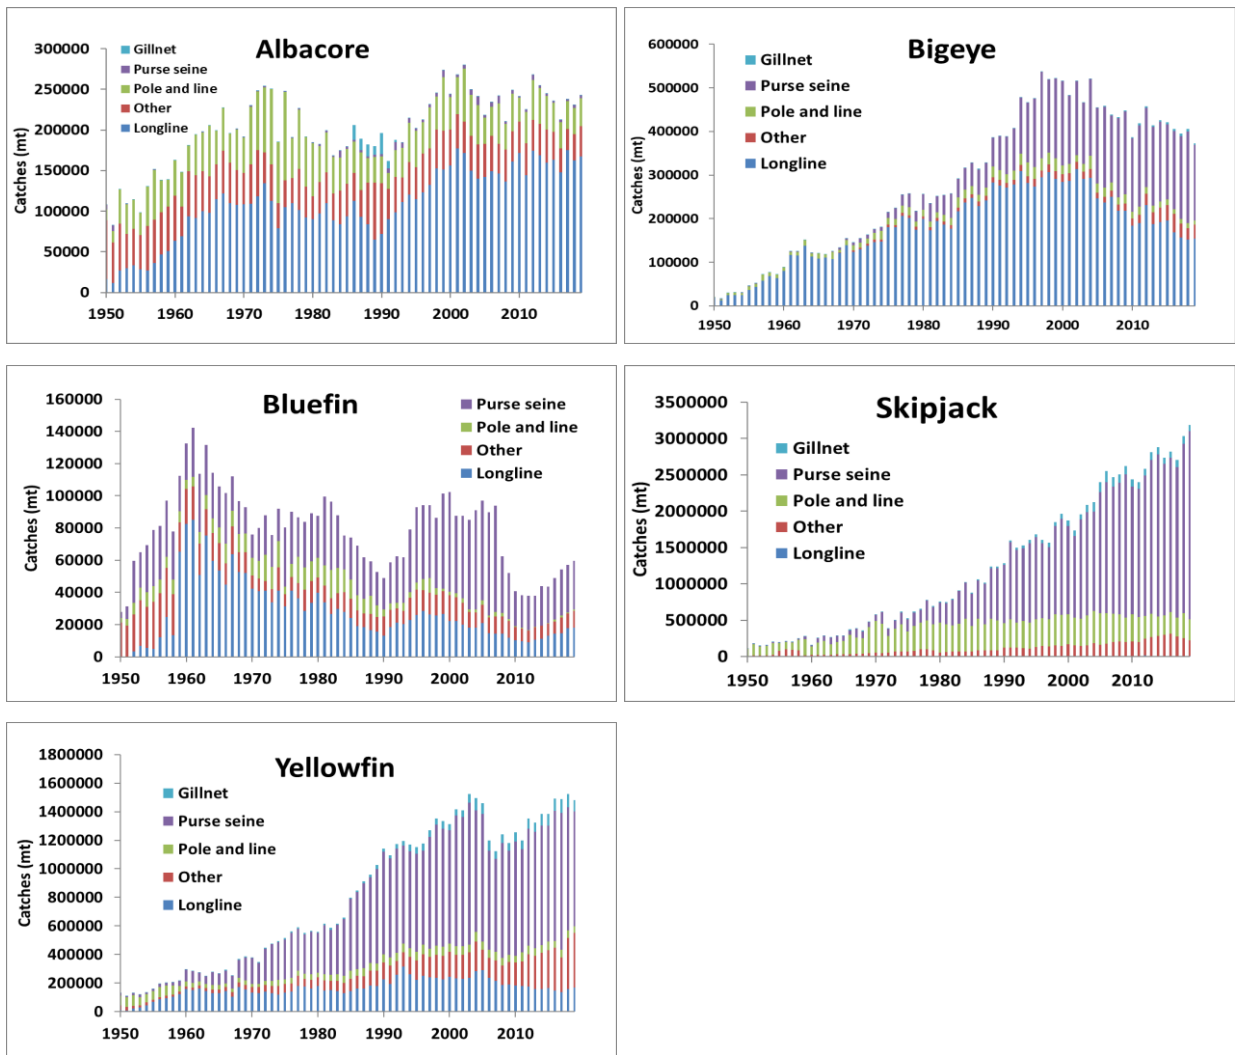 Albacore
Catches (mt)
300000
250000
200000
150000
100000
50000
0
Gillnet
Purse seine
Pole and line
Other
Longline
1950 1960 1970 1980 1990 2000 2010
Bigeye
Catches (mt)
600000
500000
400000
300000
200000
100000
0
Gillnet
Purse seine
Pole and line
Other
Longline
1950 1960 1970 1980 1990 2000 2010
Bluefin
Catches (mt)
160000
140000
120000
100000
80000
60000
40000
20000
0
Purse seine
Pole and line
Other
Longline
1950 1960 1970 1980 1990 2000 2010
Skipjack
Catches (mt)
3500000
3000000
2500000
2000000
1500000
1000000
500000
0
Gillnet
Purse seine
Pole and line
Other
Longline
1950 1960 1970 1980 1990 2000 2010
Yellowfin
Catches (mt)
1800000
1600000
1400000
1200000
1000000
800000
600000
400000
200000
0
Gillnet
Purse seine
Pole and line
Other
Longline
1950 1960 1970 1980 1990 2000 2010